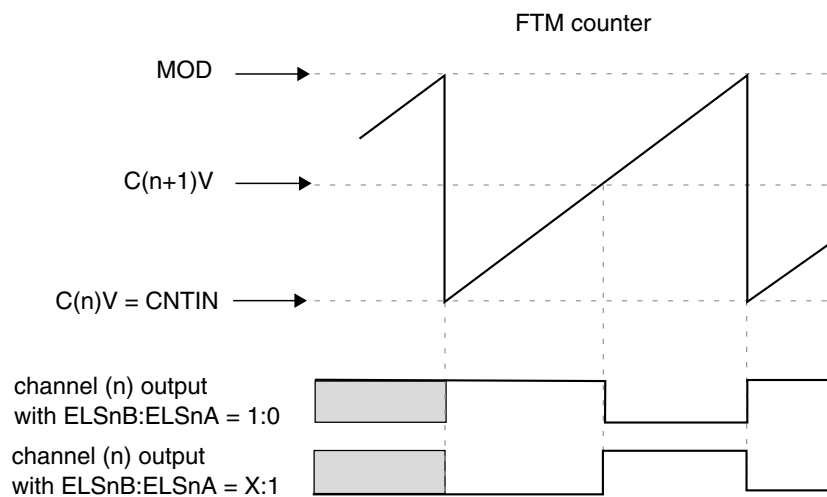 FTM counter
MOD
C(n+1)V
C(n)V = CNTIN
channel (n) output
with ELSnB:ELSnA = 1:0
channel (n) output
with ELSnB:ELSnA = X:1